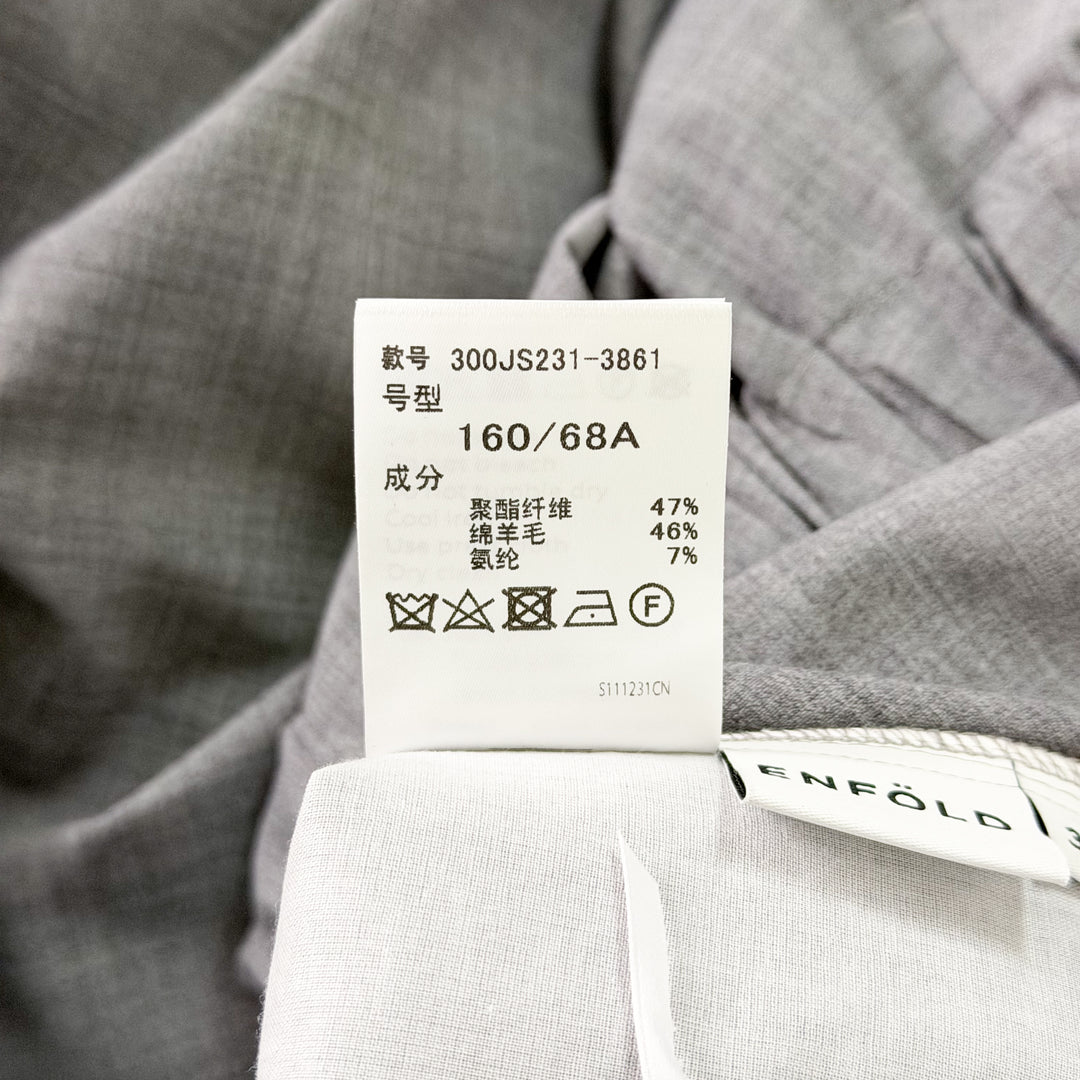 款号 300JS231-3861
号型
160/68A
成分
聚酯纤维 47%
绵羊毛 46%
氨纶 7%
F
S111231CN
ENFÖLD
3